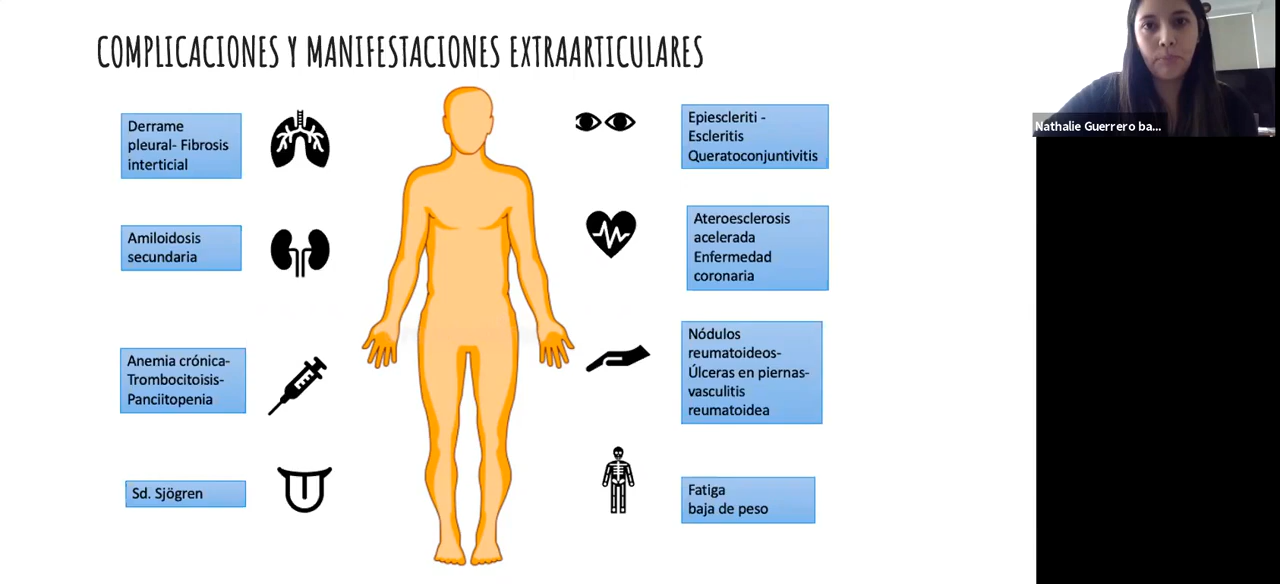 COMPLICACIONES Y MANIFESTACIONES EXTRAARTICULARES
Derrame
pleural- Fibrosis
interticial
Amiloidosis
secundaria
Anemia crónica-
Trombocitoisis-
Panciitopenia
Sd. Sjögren
Epiescleriti -
Escleritis
Queratoconjuntivitis
Ateroesclerosis
acelerada
Enfermedad
coronaria
Nódulos
reumatoideos-
Úlceras en piernas-
vasculitis
reumatoidea
Fatiga
baja de peso
Nathalie Guerrero ba...